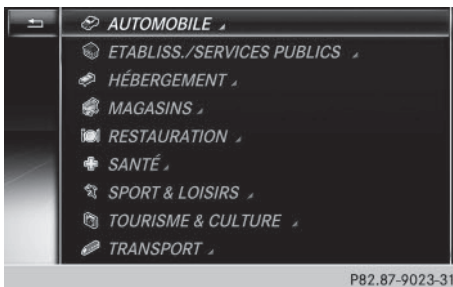 AUTOMOBILE
ETABLISS./SERVICES PUBLICS
HÉBERGEMENT
MAGASINS
RESTAURATION
SANTÉ
SPORT & LOISIRS
TOURISME & CULTURE
TRANSPORT
P82.87-9023-31